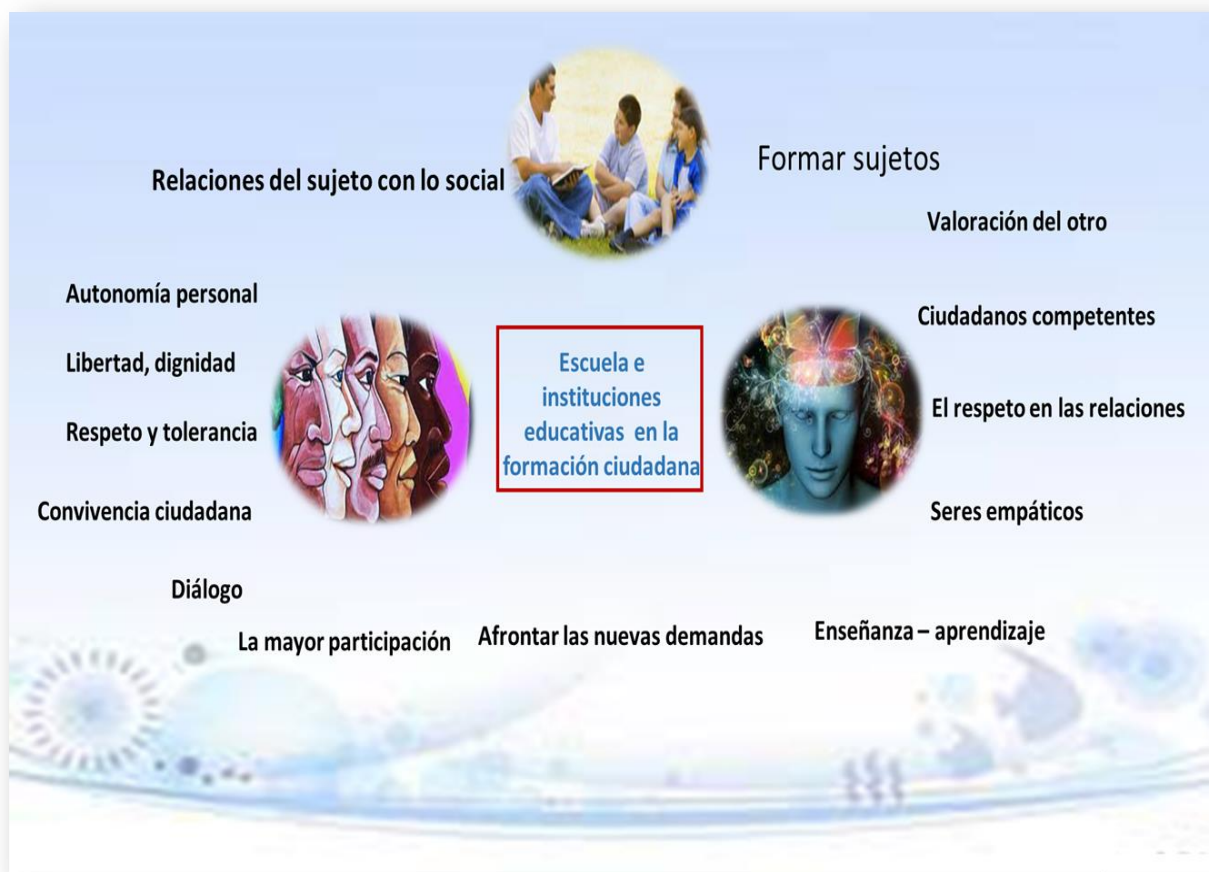 Relaciones del sujeto con lo social
Formar sujetos
Valoración del otro
Autonomía personal
Ciudadanos competentes
Libertad, dignidad
Escuela e
instituciones
educativas en la
formación ciudadana
El respeto en las relaciones
Respeto y tolerancia
Convivencia ciudadana
Seres empáticos
Diálogo
La mayor participación
Afrontar las nuevas demandas
Enseñanza – aprendizaje